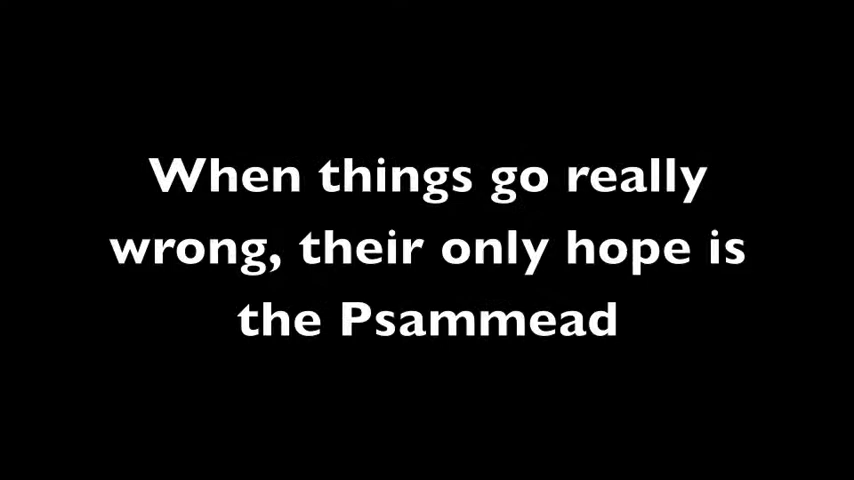 When things go really
wrong, their only hope is
the Psammead